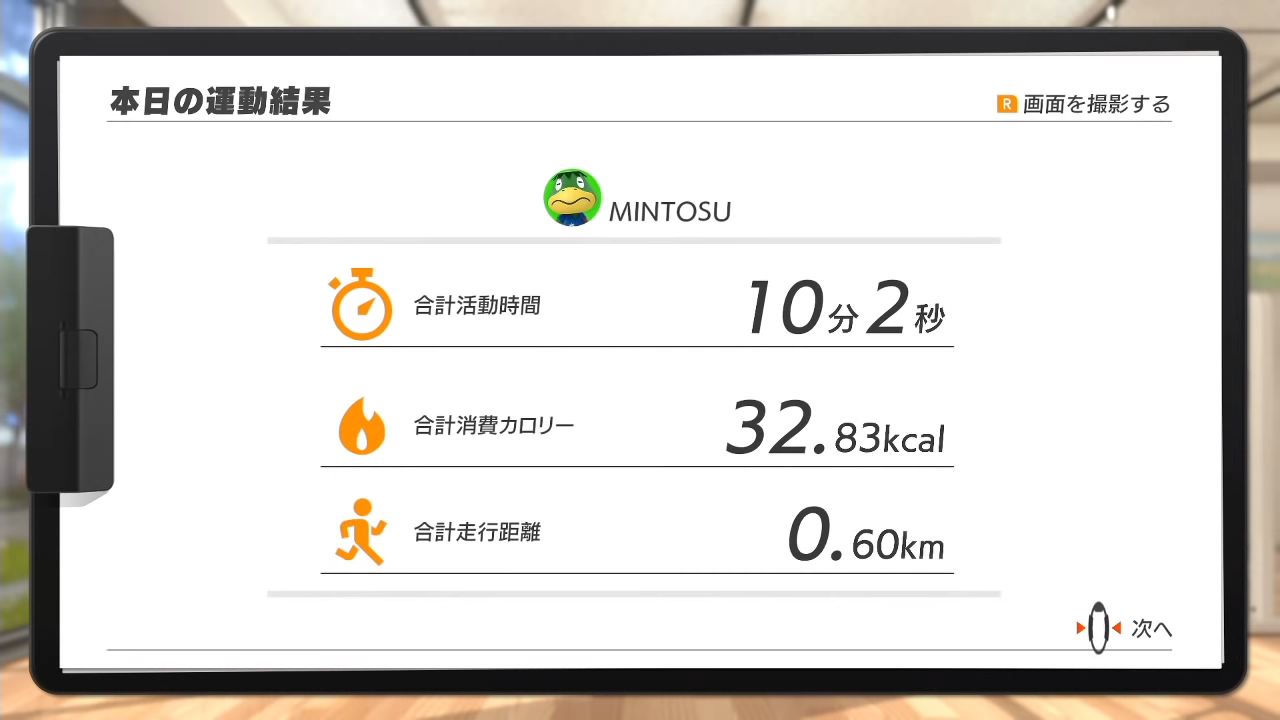 本日の運動結果
R 画面を撮影する
MINTOSU
合計活動時間 10分2秒
合計消費カロリー 32.83kcal
合計走行距離 0.60km
次へ